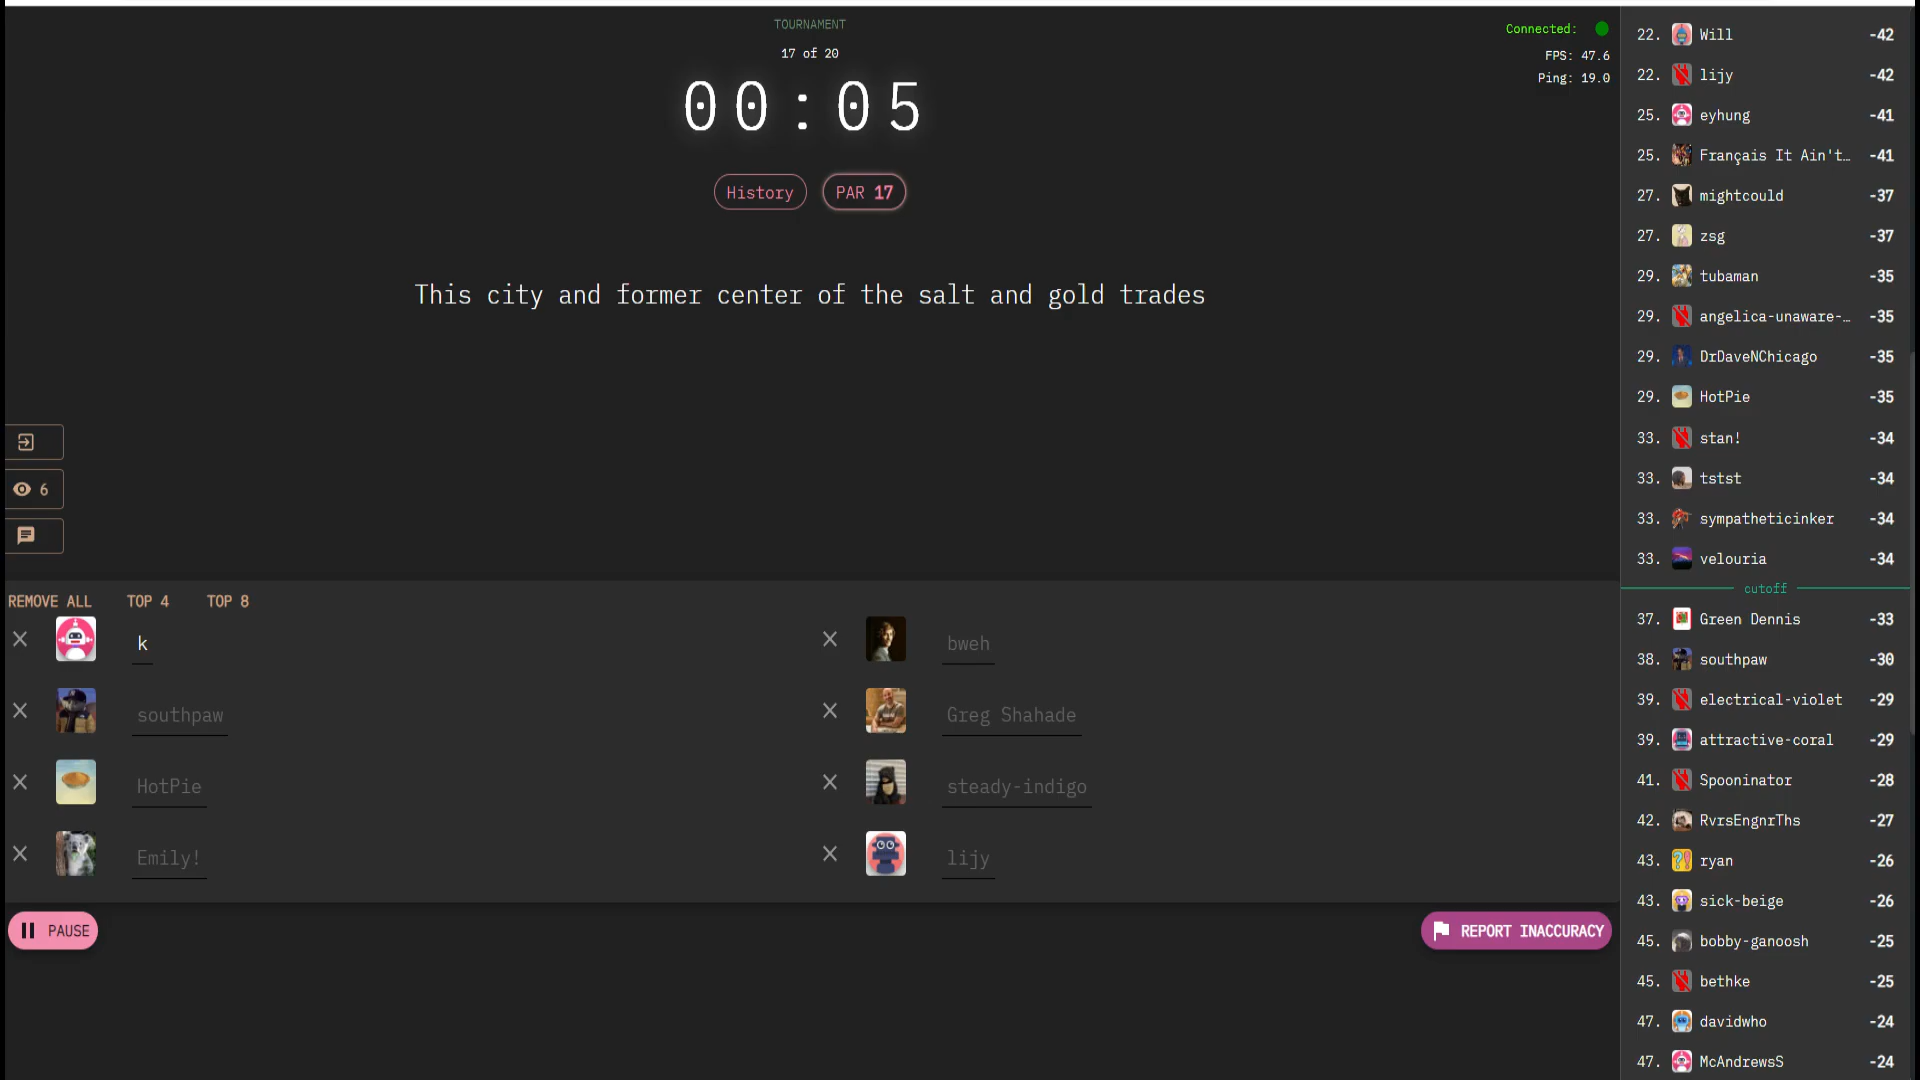 TOURNAMENT
17 of 20
00:05
History
PAR 17
Connected:
FPS: 47.6
Ping: 19.0
This city and former center of the salt and gold trades
6
REMOVE ALL
TOP 4
TOP 8
k
bweh
southpaw
Greg Shahade
HotPie
steady-indigo
Emily!
lijy
PAUSE
REPORT INACCURACY
22. Will -42
22. lijy -42
25. eyhung -41
25. Français It Ain't… -41
27. mightcould -37
27. zsg -37
29. tubaman -35
29. angelica-unaware-… -35
29. DrDaveNChicago -35
29. HotPie -35
33. stan! -34
33. tstst -34
33. sympatheticinker -34
33. velouria -34
cutoff
37. Green Dennis -33
38. southpaw -30
39. electrical-violet -29
39. attractive-coral -29
41. Spooninator -28
42. RvrsEngnrThs -27
43. ryan -26
43. sick-beige -26
45. bobby-ganoosh -25
45. bethke -25
47. davidwho -24
47. McAndrewsS -24